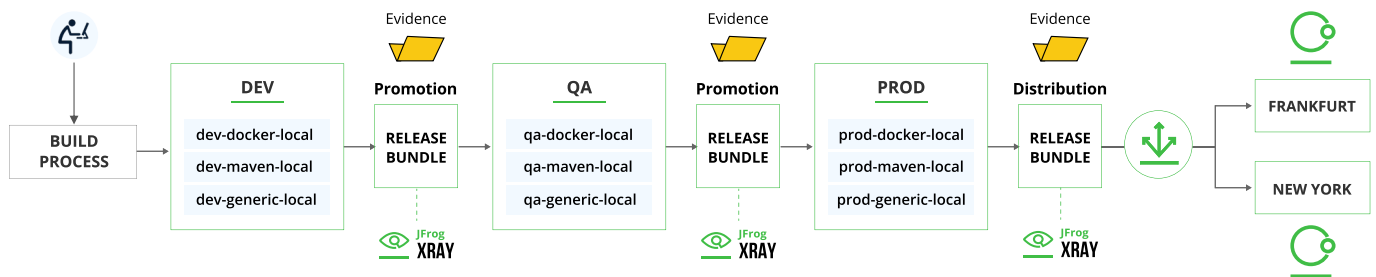 BUILD
PROCESS
DEV
dev-docker-local
dev-maven-local
dev-generic-local
Evidence
Promotion
RELEASE
BUNDLE
JFrog
XRAY
QA
qa-docker-local
qa-maven-local
qa-generic-local
Evidence
Promotion
RELEASE
BUNDLE
JFrog
XRAY
PROD
prod-docker-local
prod-maven-local
prod-generic-local
Evidence
Distribution
RELEASE
BUNDLE
JFrog
XRAY
FRANKFURT
NEW YORK